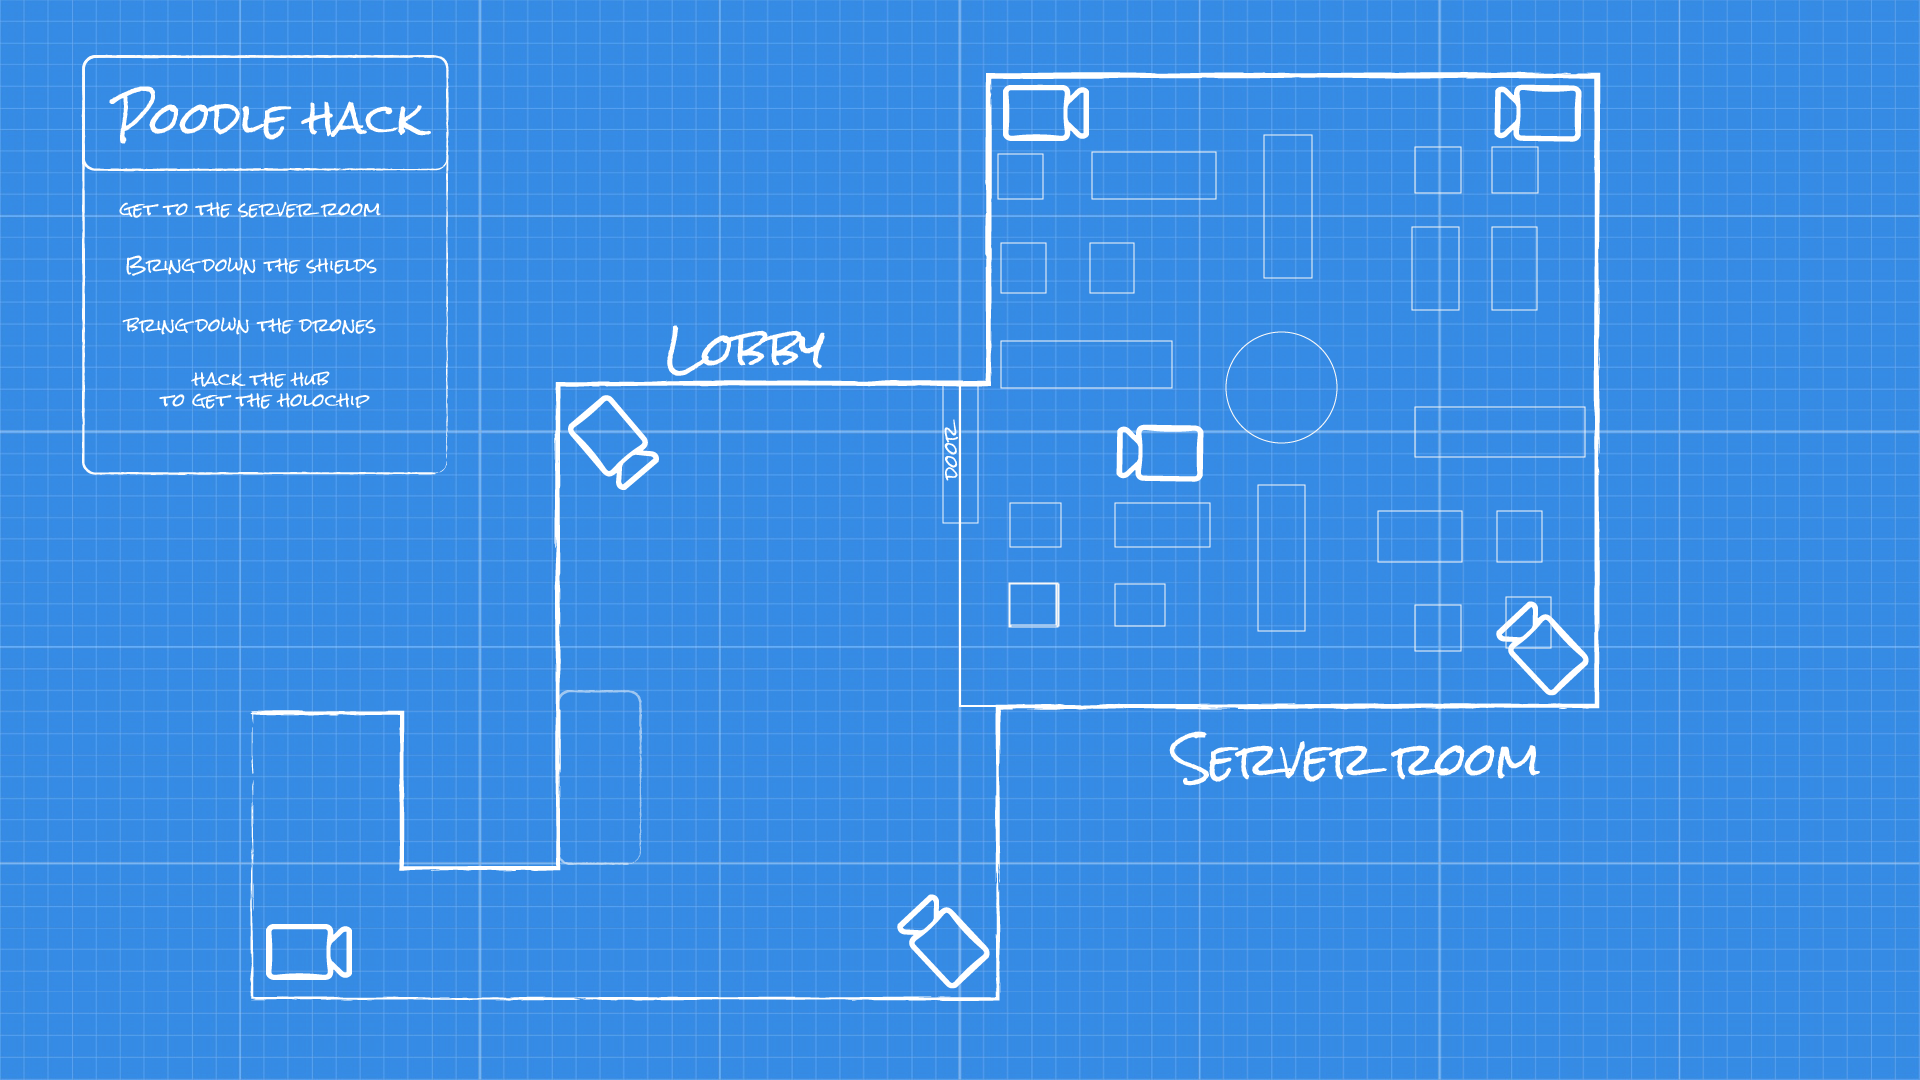 Poodle hack
Get to the server room
Bring down the shields
Bring down the drones
Hack the hub
to get the holochip
Lobby
Door
Server room